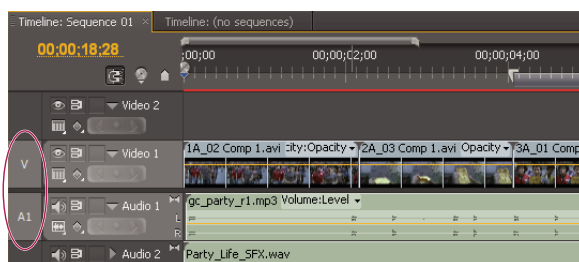 Timeline: Sequence 01 × Timeline: (no sequences)
00;00;18;28 ;00;00 00;00;02;00 00;00;04;00
Video 2
V Video 1 1A_02 Comp 1.avi city:Opacity 2A_03 Comp 1.avi Opacity 3A_01 Comp
A1 Audio 1 gc_party_r1.mp3 Volume:Level
L
R
Audio 2 Party_Life_SFX.wav